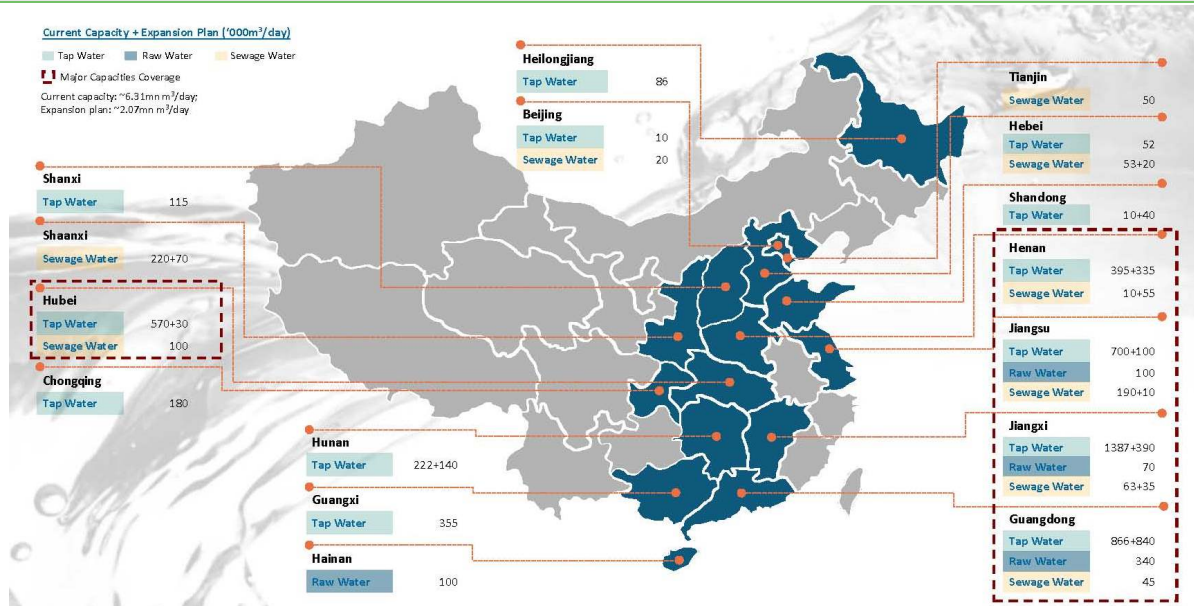 Current Capacity + Expansion Plan ('000m³/day)
Tap Water Raw Water Sewage Water
Major Capacities Coverage
Current capacity: ~6.31mn m³/day;
Expansion plan: ~2.07mn m³/day
Shanxi
Tap Water 115
Shaanxi
Sewage Water 220+70
Hubei
Tap Water 570+30
Sewage Water 100
Chongqing
Tap Water 180
Heilongjiang
Tap Water 86
Beijing
Tap Water 10
Sewage Water 20
Hunan
Tap Water 222+140
Guangxi
Tap Water 355
Hainan
Raw Water 100
Tianjin
Sewage Water 50
Hebei
Tap Water 52
Sewage Water 53+20
Shandong
Tap Water 10+40
Henan
Tap Water 395+335
Sewage Water 10+55
Jiangsu
Tap Water 700+100
Raw Water 100
Sewage Water 190+10
Jiangxi
Tap Water 1387+390
Raw Water 70
Sewage Water 63+35
Guangdong
Tap Water 866+840
Raw Water 340
Sewage Water 45